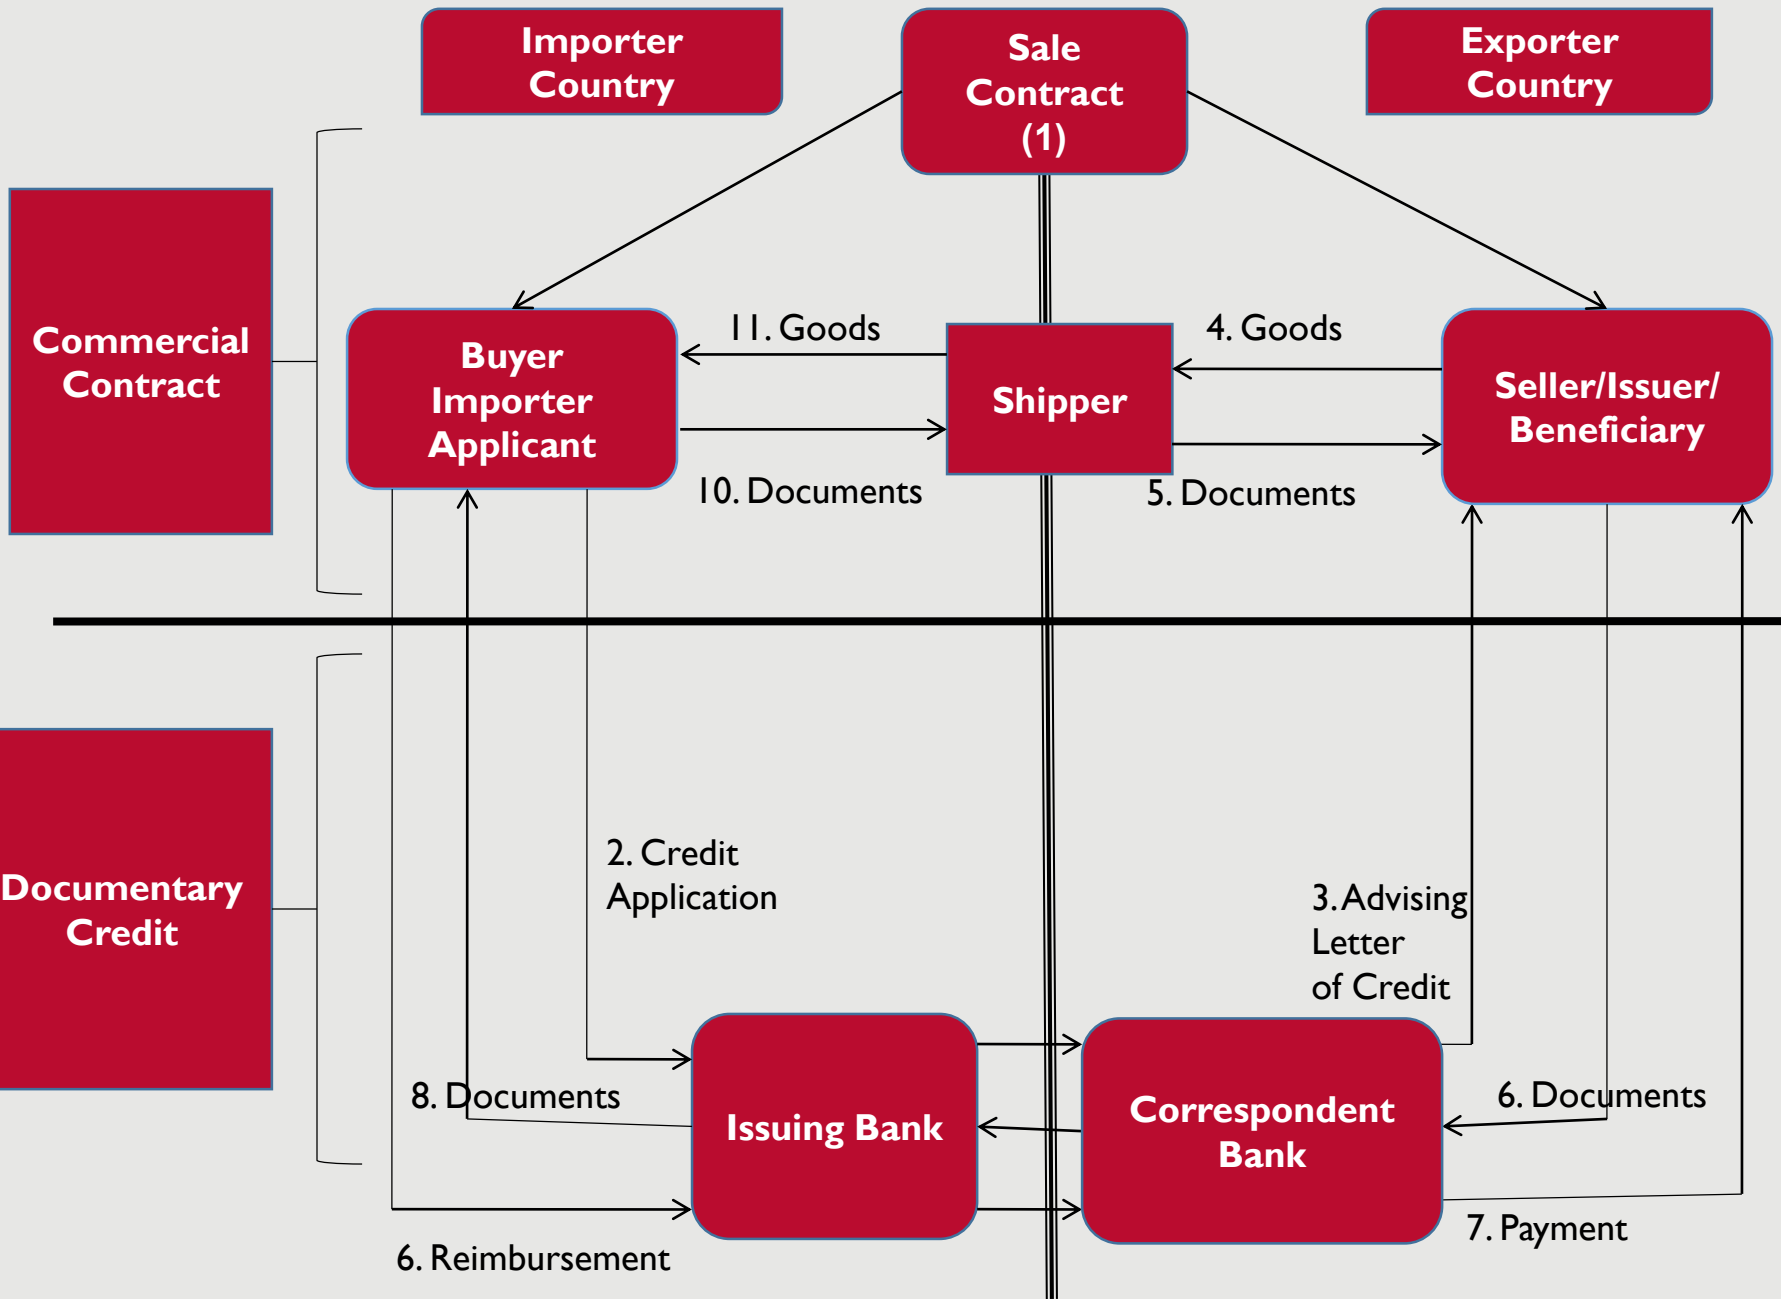 Importer
Country
Sale
Contract
(1)
Exporter
Country
Commercial
Contract
Buyer
Importer
Applicant
11. Goods
10. Documents
Shipper
4. Goods
5. Documents
Seller/Issuer/
Beneficiary
Documentary
Credit
2. Credit
Application
3. Advising
Letter
of Credit
8. Documents
Issuing Bank
Correspondent
Bank
6. Documents
7. Payment
6. Reimbursement